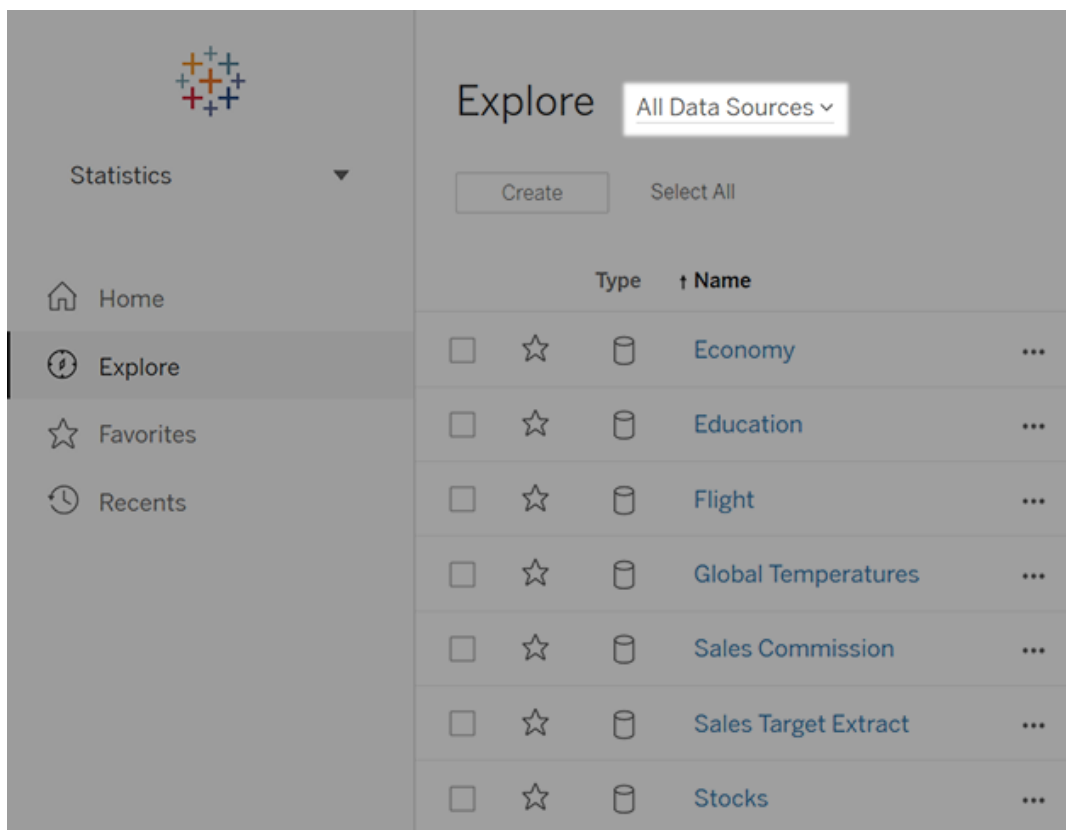 Explore All Data Sources
Statistics
Create Select All
Type ↑ Name
Home
Explore
Favorites
Recents
Economy
Education
Flight
Global Temperatures
Sales Commission
Sales Target Extract
Stocks